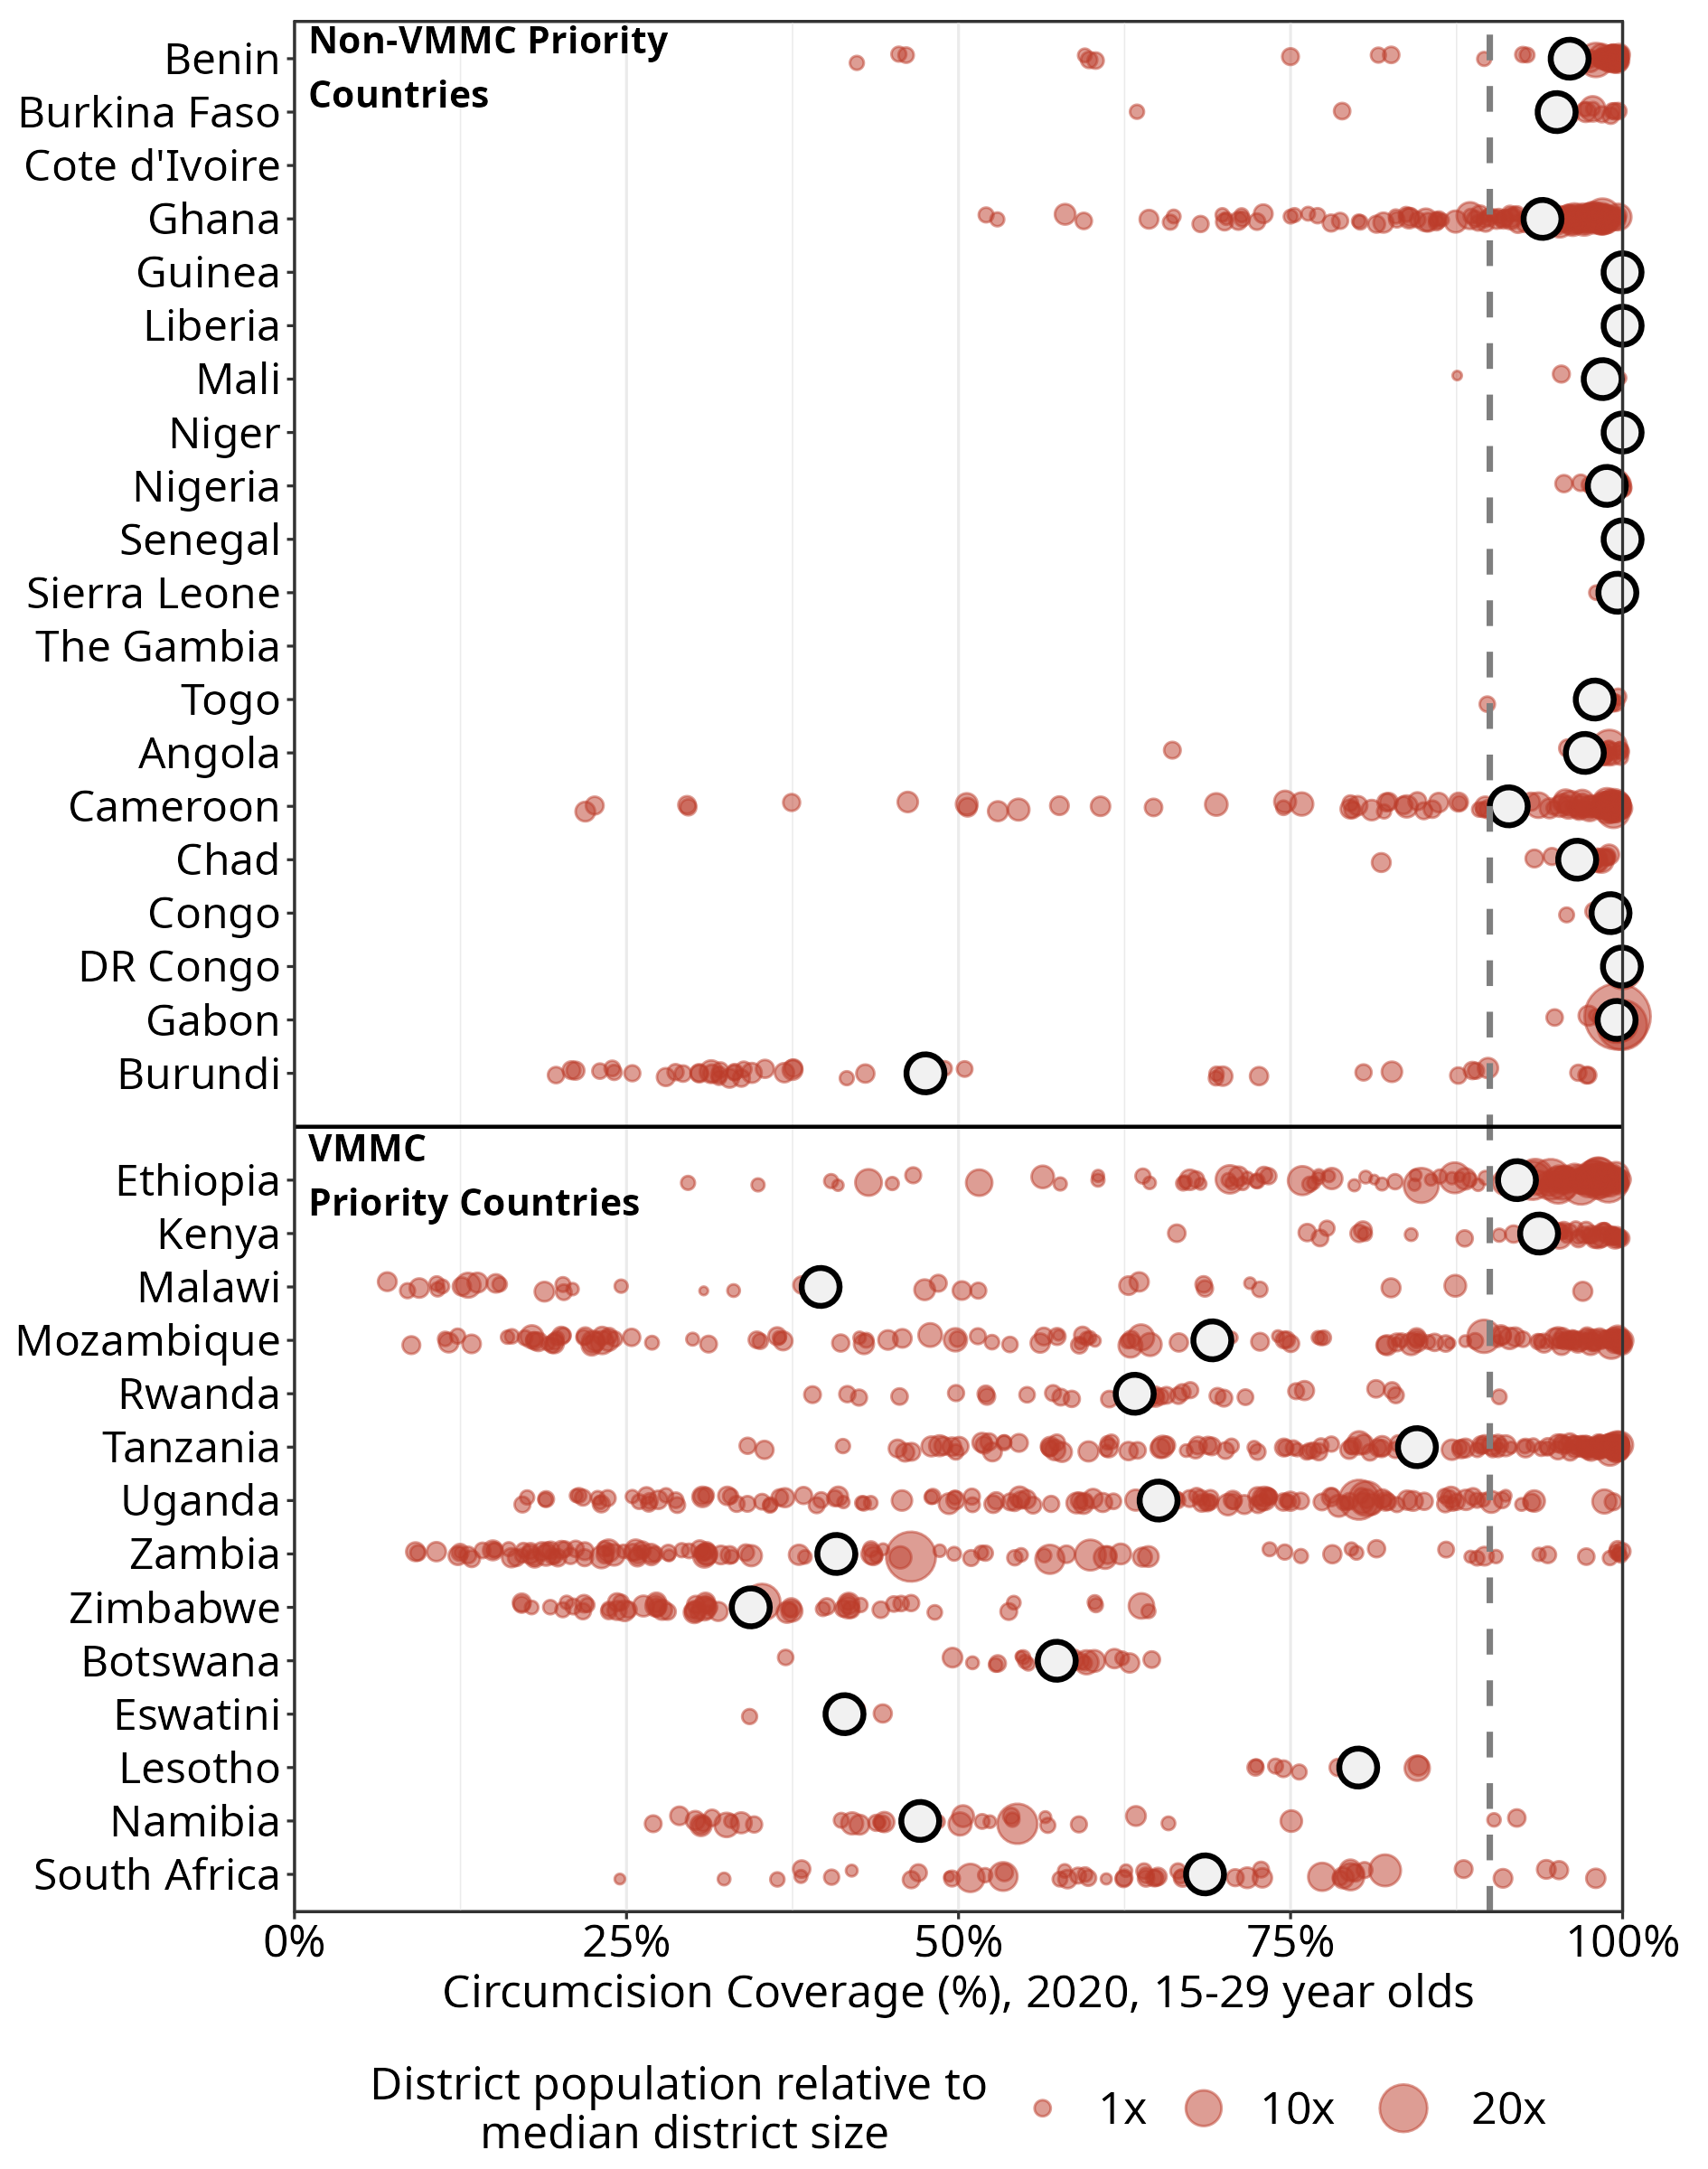 Non-VMMC Priority
Countries
Benin
Burkina Faso
Cote d'Ivoire
Ghana
Guinea
Liberia
Mali
Niger
Nigeria
Senegal
Sierra Leone
The Gambia
Togo
Angola
Cameroon
Chad
Congo
DR Congo
Gabon
Burundi
VMMC
Priority Countries
Ethiopia
Kenya
Malawi
Mozambique
Rwanda
Tanzania
Uganda
Zambia
Zimbabwe
Botswana
Eswatini
Lesotho
Namibia
South Africa
0% 25% 50% 75% 100%
Circumcision Coverage (%), 2020, 15-29 year olds
District population relative to
median district size
1x 10x 20x